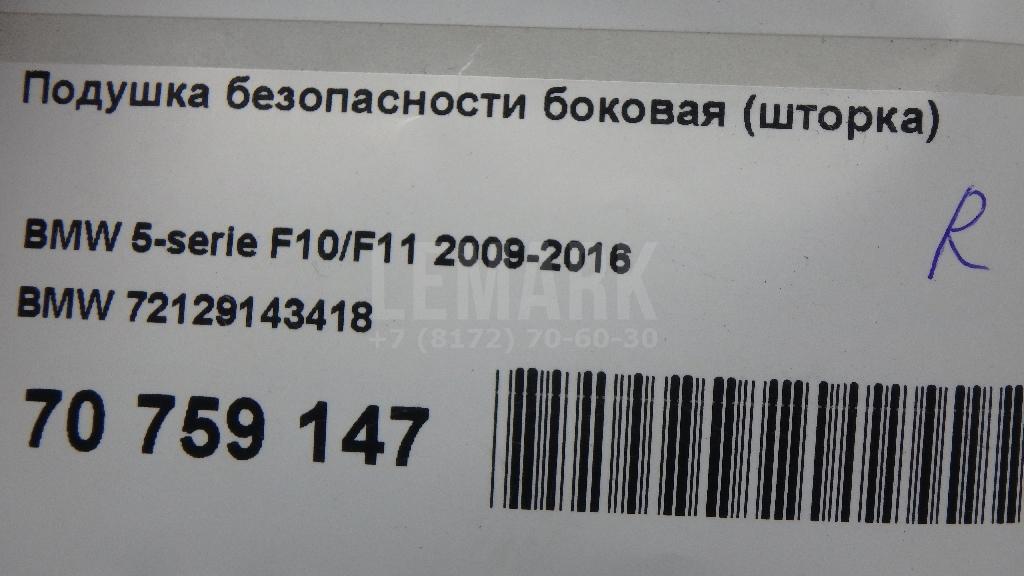 Подушка безопасности боковая (шторка)
R
BMW 5-serie F10/F11 2009-2016
BMW 72129143418
LEMARK
+7 (8172) 70-60-30
70 759 147